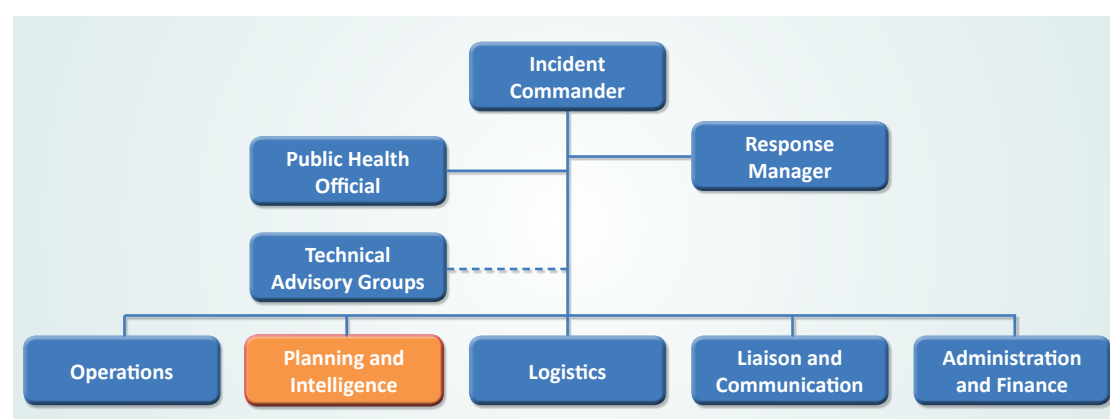 Incident
Commander
Public Health
Official
Response
Manager
Technical
Advisory Groups
Operations
Planning and
Intelligence
Logistics
Liaison and
Communication
Administration
and Finance